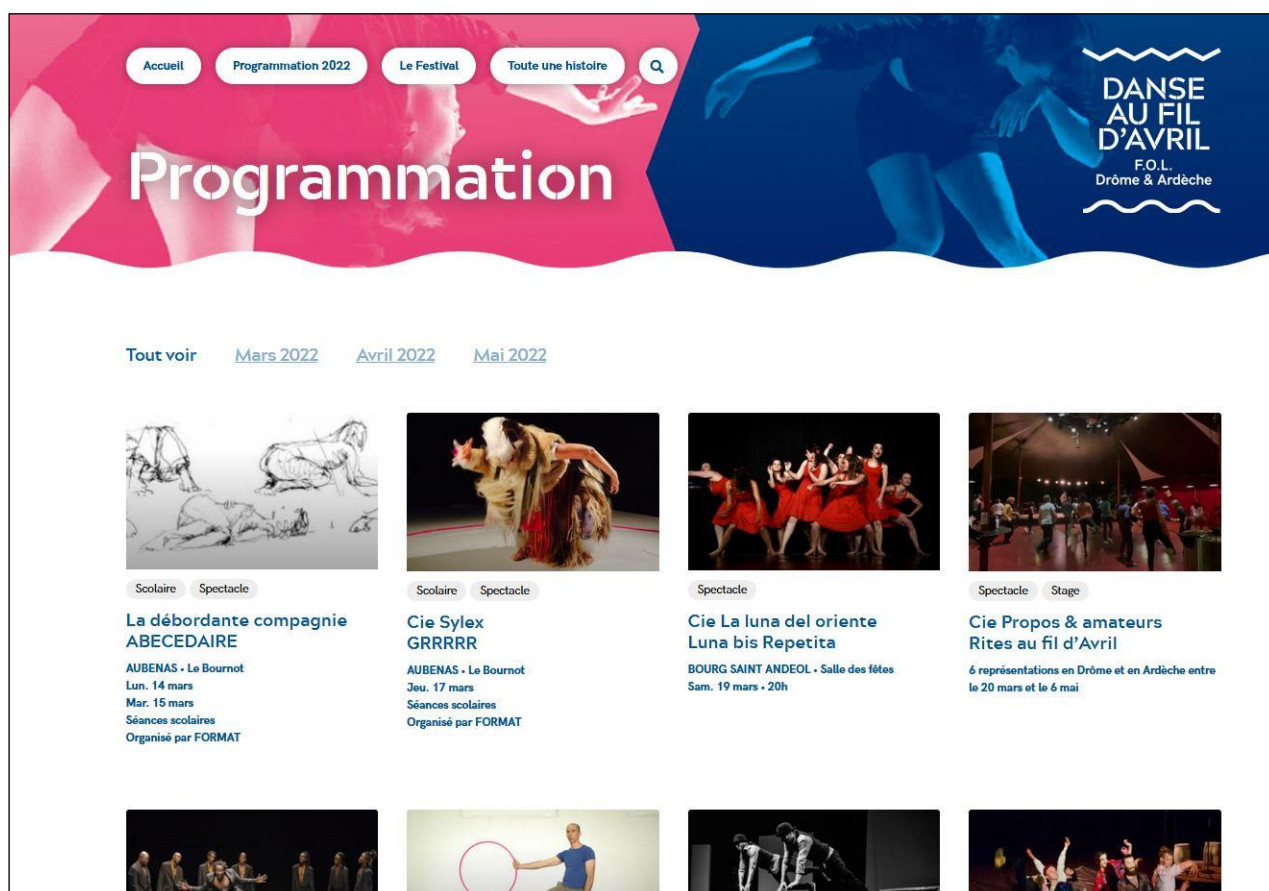 Accueil
Programmation 2022
Le Festival
Toute une histoire
DANSE
AU FIL
D'AVRIL
F.O.L.
Drôme & Ardèche
Programmation
Tout voir
Mars 2022
Avril 2022
Mai 2022
Scolaire
Spectacle
La débordante compagnie
ABECEDAIRE
AUBENAS • Le Bournot
Lun. 14 mars
Mar. 15 mars
Séances scolaires
Organisé par FORMAT
Scolaire
Spectacle
Cie Sylex
GRRRRR
AUBENAS • Le Bournot
Jeu. 17 mars
Séances scolaires
Organisé par FORMAT
Spectacle
Cie La luna del oriente
Luna bis Repetita
BOURG SAINT ANDEOL • Salle des fêtes
Sam. 19 mars • 20h
Spectacle
Stage
Cie Propos & amateurs
Rites au fil d'Avril
6 représentations en Drôme et en Ardèche entre
le 20 mars et le 6 mai